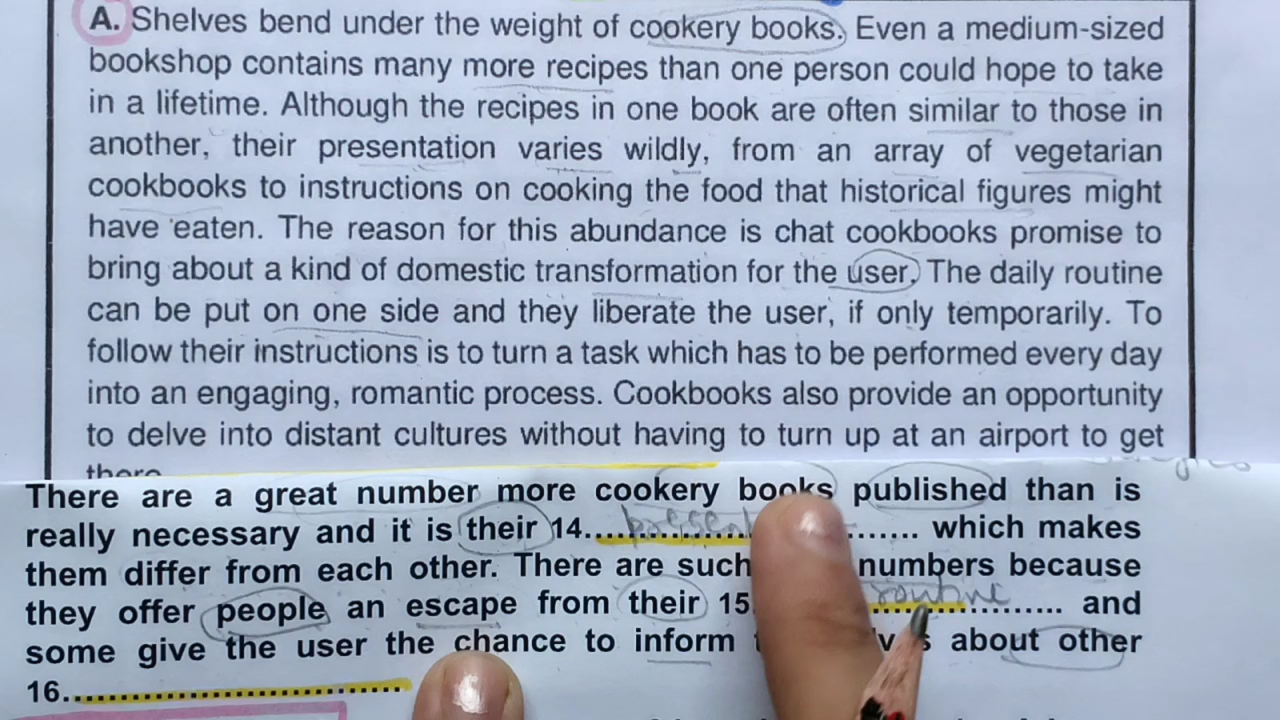 A. Shelves bend under the weight of cookery books. Even a medium-sized
bookshop contains many more recipes than one person could hope to take
in a lifetime. Although the recipes in one book are often similar to those in
another, their presentation varies wildly, from an array of vegetarian
cookbooks to instructions on cooking the food that historical figures might
have eaten. The reason for this abundance is chat cookbooks promise to
bring about a kind of domestic transformation for the user. The daily routine
can be put on one side and they liberate the user, if only temporarily. To
follow their instructions is to turn a task which has to be performed every day
into an engaging, romantic process. Cookbooks also provide an opportunity
to delve into distant cultures without having to turn up at an airport to get
there
There are a great number more cookery books published than is
really necessary and it is their 14.................... which makes
them differ from each other. There are such numbers because
they offer people an escape from their 15. routine ............ and
some give the user the chance to inform about other
16.................................